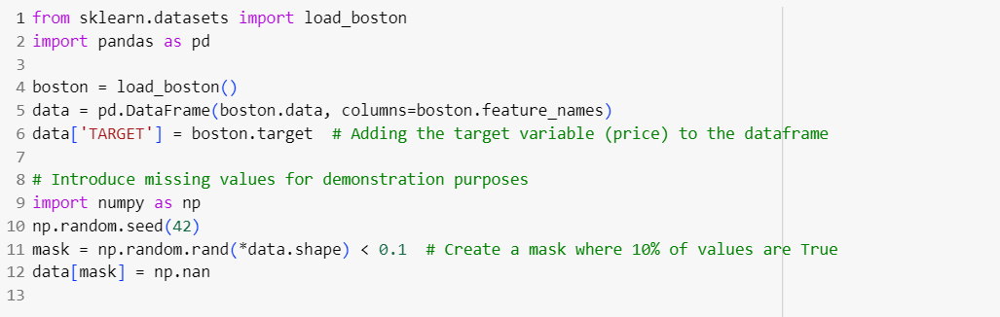 1 from sklearn.datasets import load_boston
2 import pandas as pd
3
4 boston = load_boston()
5 data = pd.DataFrame(boston.data, columns=boston.feature_names)
6 data['TARGET'] = boston.target  # Adding the target variable (price) to the dataframe
7
8 # Introduce missing values for demonstration purposes
9 import numpy as np
10 np.random.seed(42)
11 mask = np.random.rand(*data.shape) < 0.1  # Create a mask where 10% of values are True
12 data[mask] = np.nan
13